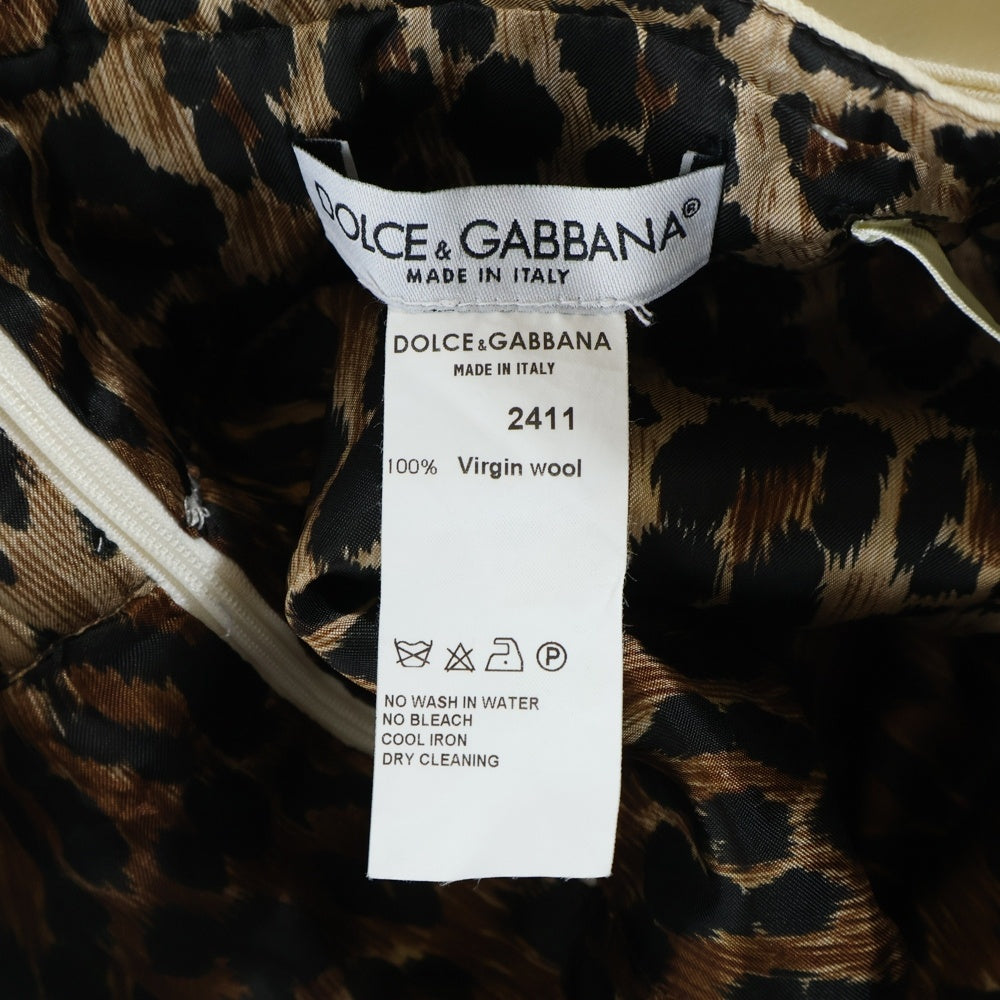 DOLCE & GABBANA®
MADE IN ITALY
DOLCE & GABBANA
MADE IN ITALY
2411
100% Virgin wool
P
NO WASH IN WATER
NO BLEACH
COOL IRON
DRY CLEANING